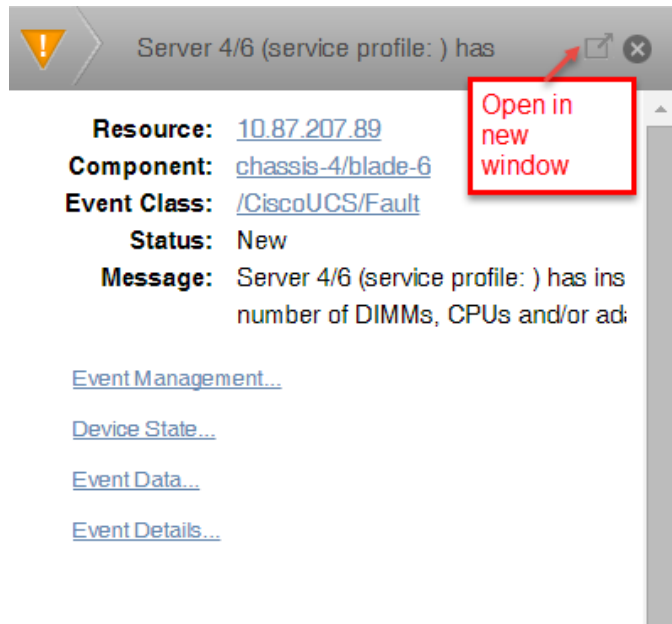 Server 4/6 (service profile: ) has
Open in
new
window
Resource: 10.87.207.89
Component: chassis-4/blade-6
Event Class: /CiscoUCS/Fault
Status: New
Message: Server 4/6 (service profile: ) has ins
number of DIMMs, CPUs and/or
Event Management...
Device State...
Event Data...
Event Details...